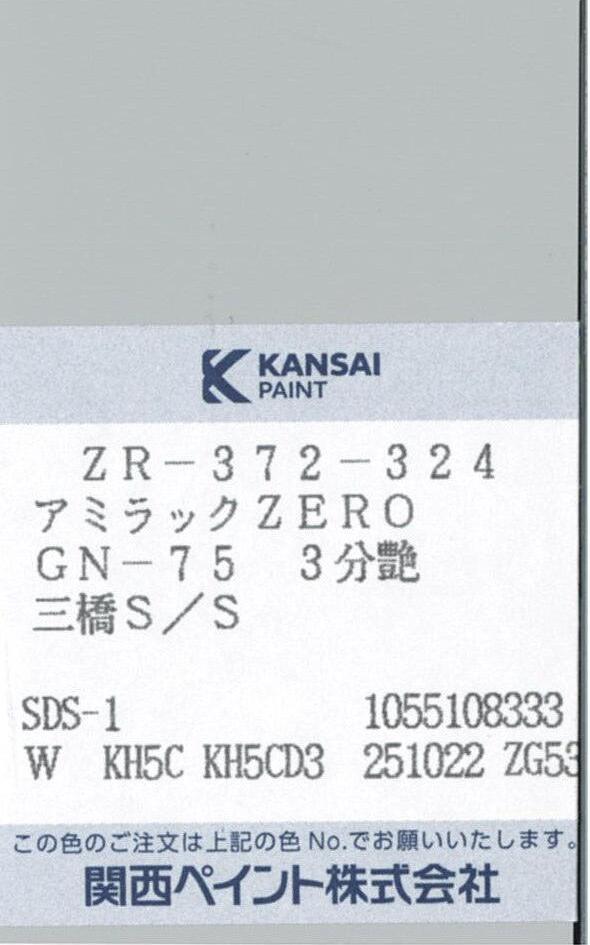 KANSAI
PAINT
ZR－372－324
アミラックZERO
GN－75　3分艶
三橋S／S
SDS-1 1055108333
W KH5C KH5CD3 251022 ZG53
この色のご注文は上記の色No.でお願いいたします。
関西ペイント株式会社